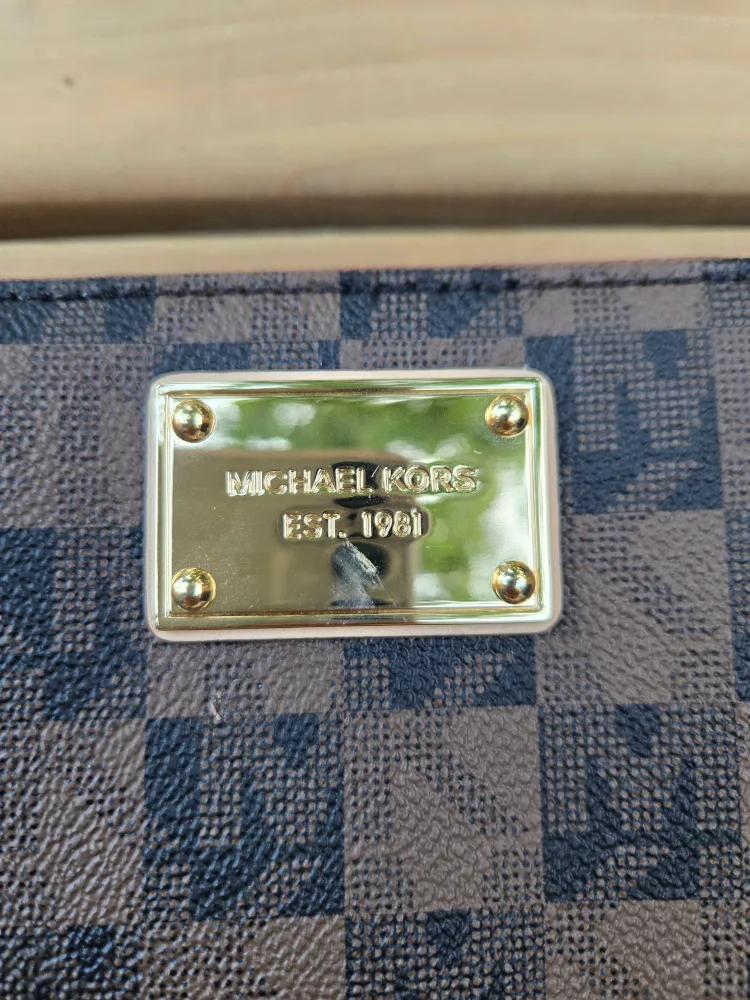 MICHAEL KORS
EST. 1981